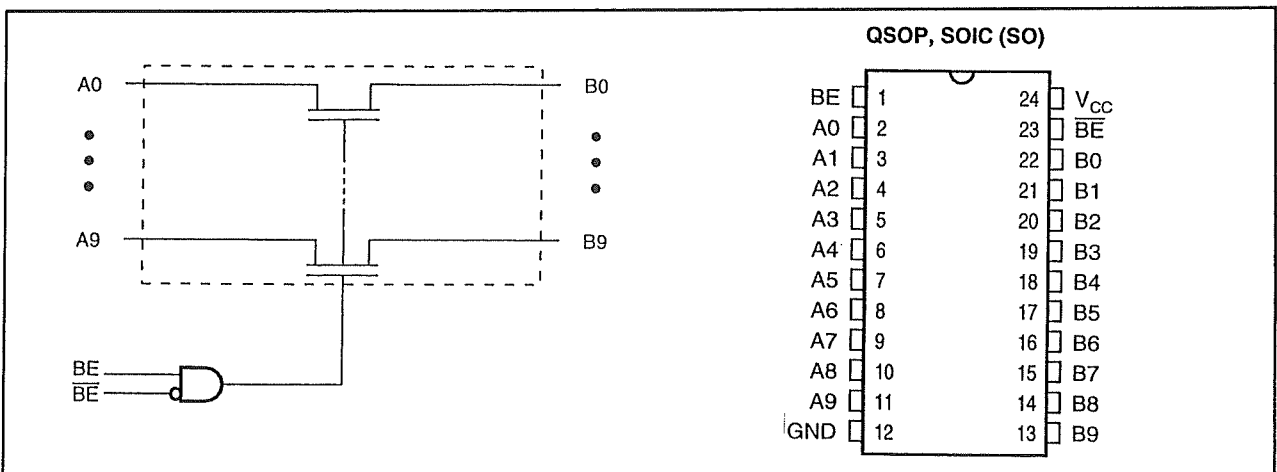 QSOP, SOIC (SO)
A0
B0
A9
B9
BE
B̅E̅
BE 1 24 VCC
A0 2 23 B̅E̅
A1 3 22 B0
A2 4 21 B1
A3 5 20 B2
A4 6 19 B3
A5 7 18 B4
A6 8 17 B5
A7 9 16 B6
A8 10 15 B7
A9 11 14 B8
GND 12 13 B9